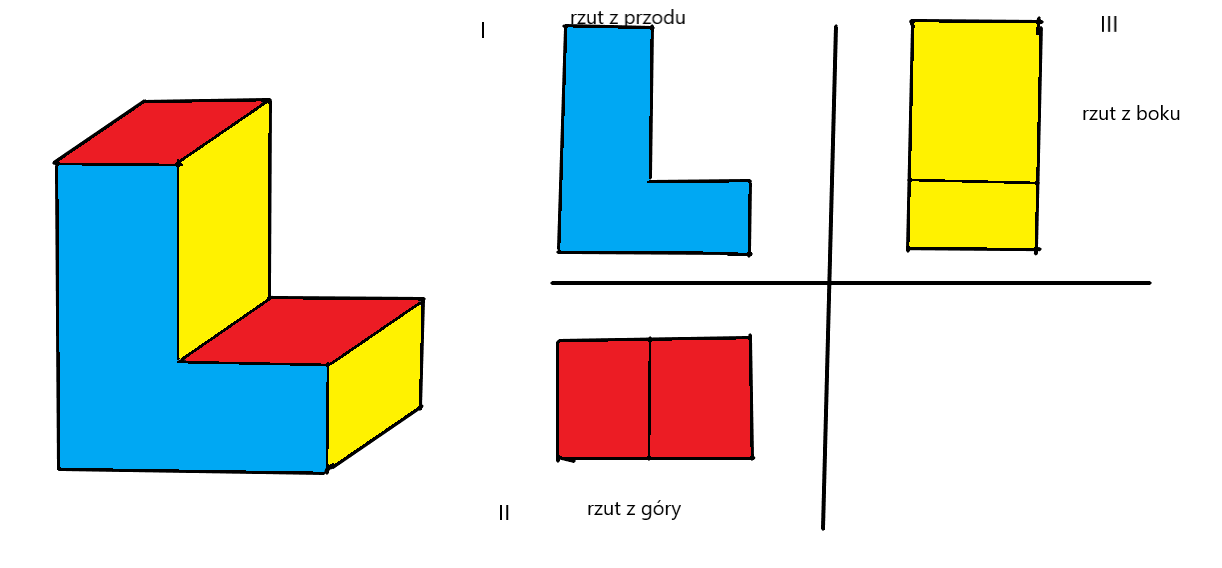 I
rzut z przodu
III
rzut z boku
II
rzut z góry